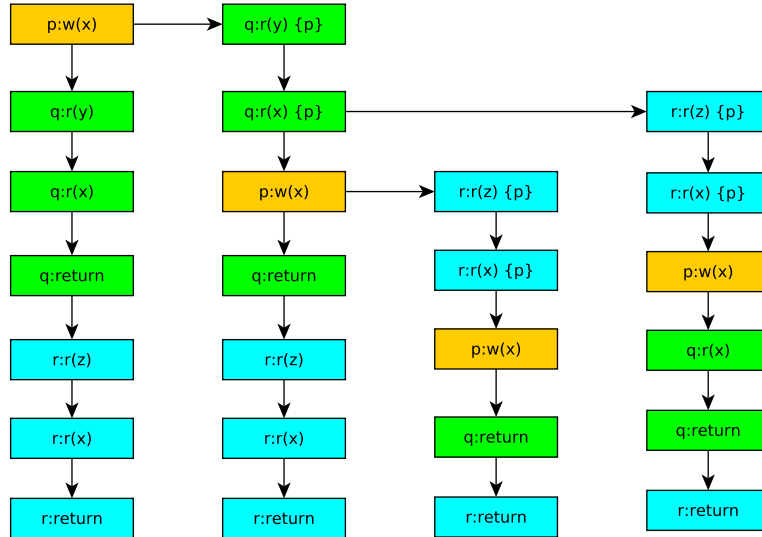 p:w(x)
q:r(y)
q:r(x)
q:return
r:r(z)
r:r(x)
r:return
q:r(y) {p}
q:r(x) {p}
p:w(x)
q:return
r:r(z)
r:r(x)
r:return
r:r(z) {p}
r:r(x) {p}
p:w(x)
q:return
r:return
r:r(z) {p}
r:r(x) {p}
p:w(x)
q:r(x)
q:return
r:return